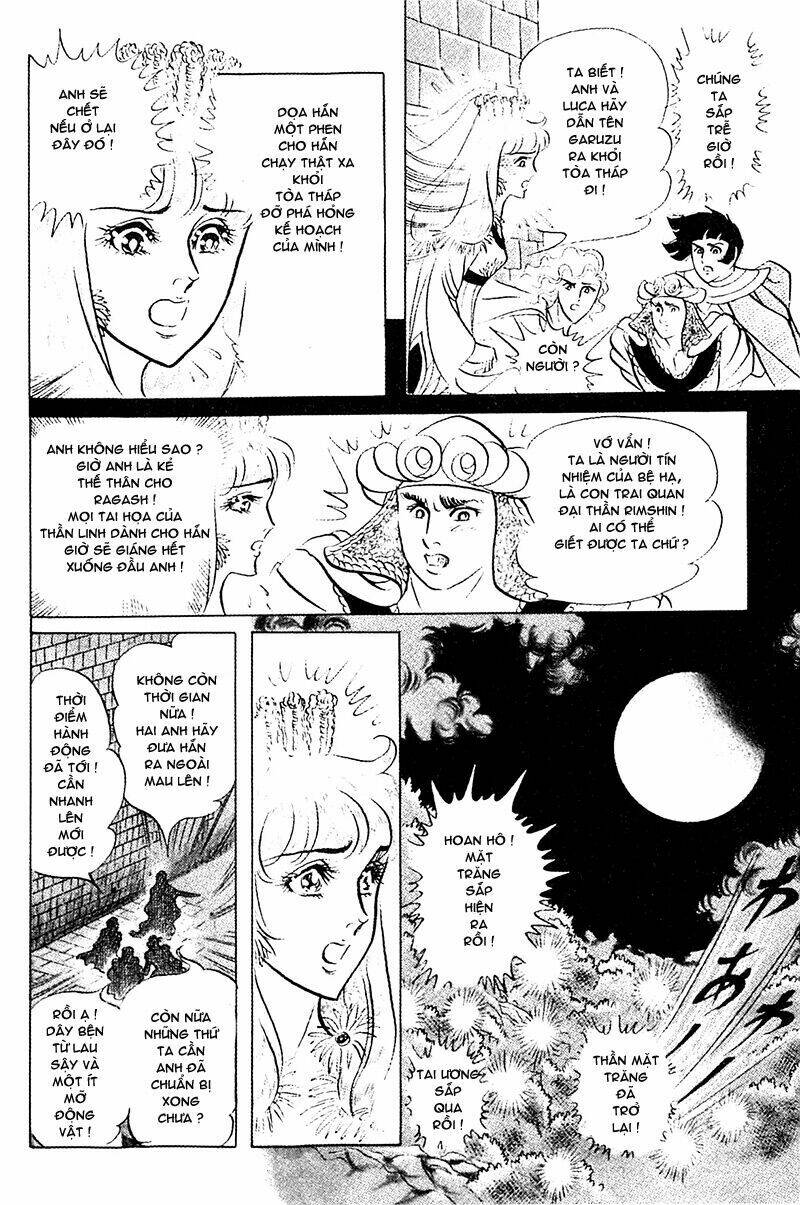 CHÚNG
TA
SẮP
TRỄ
GIỜ
RỒI !
TA BIẾT !
ANH VÀ
LUCA HÃY
DẪN TÊN
GARUZU
RA KHỎI
TÒA THÁP
ĐI !
CÒN
NGƯỜI ?
DỌA HẮN
MỘT PHEN
CHO HẮN
CHẠY THẬT XA
KHỎI
TÒA THÁP
ĐỠ PHÁ HỎNG
KẾ HOẠCH
CỦA MÌNH !
ANH SẼ
CHẾT
NẾU Ở LẠI
ĐÂY ĐÓ !
VỚ VẨN !
TA LÀ NGƯỜI TÍN
NHIỆM CỦA BỆ HẠ,
LÀ CON TRAI QUAN
ĐẠI THẦN RIMSHIN !
AI CÓ THỂ
GIẾT ĐƯỢC TA CHỨ ?
ANH KHÔNG HIỂU SAO ?
GIỜ ANH LÀ KẺ
THẾ THÂN CHO
RAGASH !
MỌI TAI HỌA CỦA
THẦN LINH DÀNH CHO HẮN
GIỜ SẼ GIÁNG HẾT
XUỐNG ĐẦU ANH !
HOAN HÔ !
MẶT
TRĂNG
SẮP
HIỆN
RA
RỒI !
わあぁー
わあー
THẦN MẶT
TRĂNG
ĐÃ
TRỞ
LẠI !
TAI ƯƠNG
SẮP
QUA
RỒI !
KHÔNG CÒN
THỜI GIAN
NỮA !
HAI ANH HÃY
ĐƯA HẮN
RA NGOÀI
MAU LÊN !
THỜI
ĐIỂM
HÀNH
ĐỘNG
ĐÃ TỚI !
CẦN
NHANH
LÊN
MỚI
ĐƯỢC !
CÒN NỮA
NHỮNG THỨ
TA CẦN
ANH ĐÃ
CHUẨN BỊ
XONG
CHƯA ?
RỒI Ạ !
DÂY BỆN
TỪ LAU
SẬY VÀ
MỘT ÍT
MỠ
ĐỘNG
VẬT !